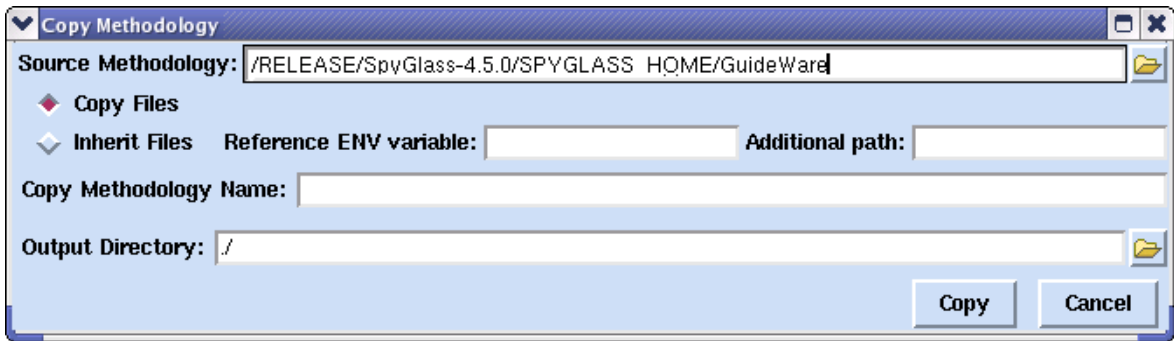 Copy Methodology
Source Methodology: /RELEASE/SpyGlass-4.5.0/SPYGLASS_HOME/GuideWare
Copy Files
Inherit Files Reference ENV variable: Additional path:
Copy Methodology Name:
Output Directory: ./
Copy Cancel